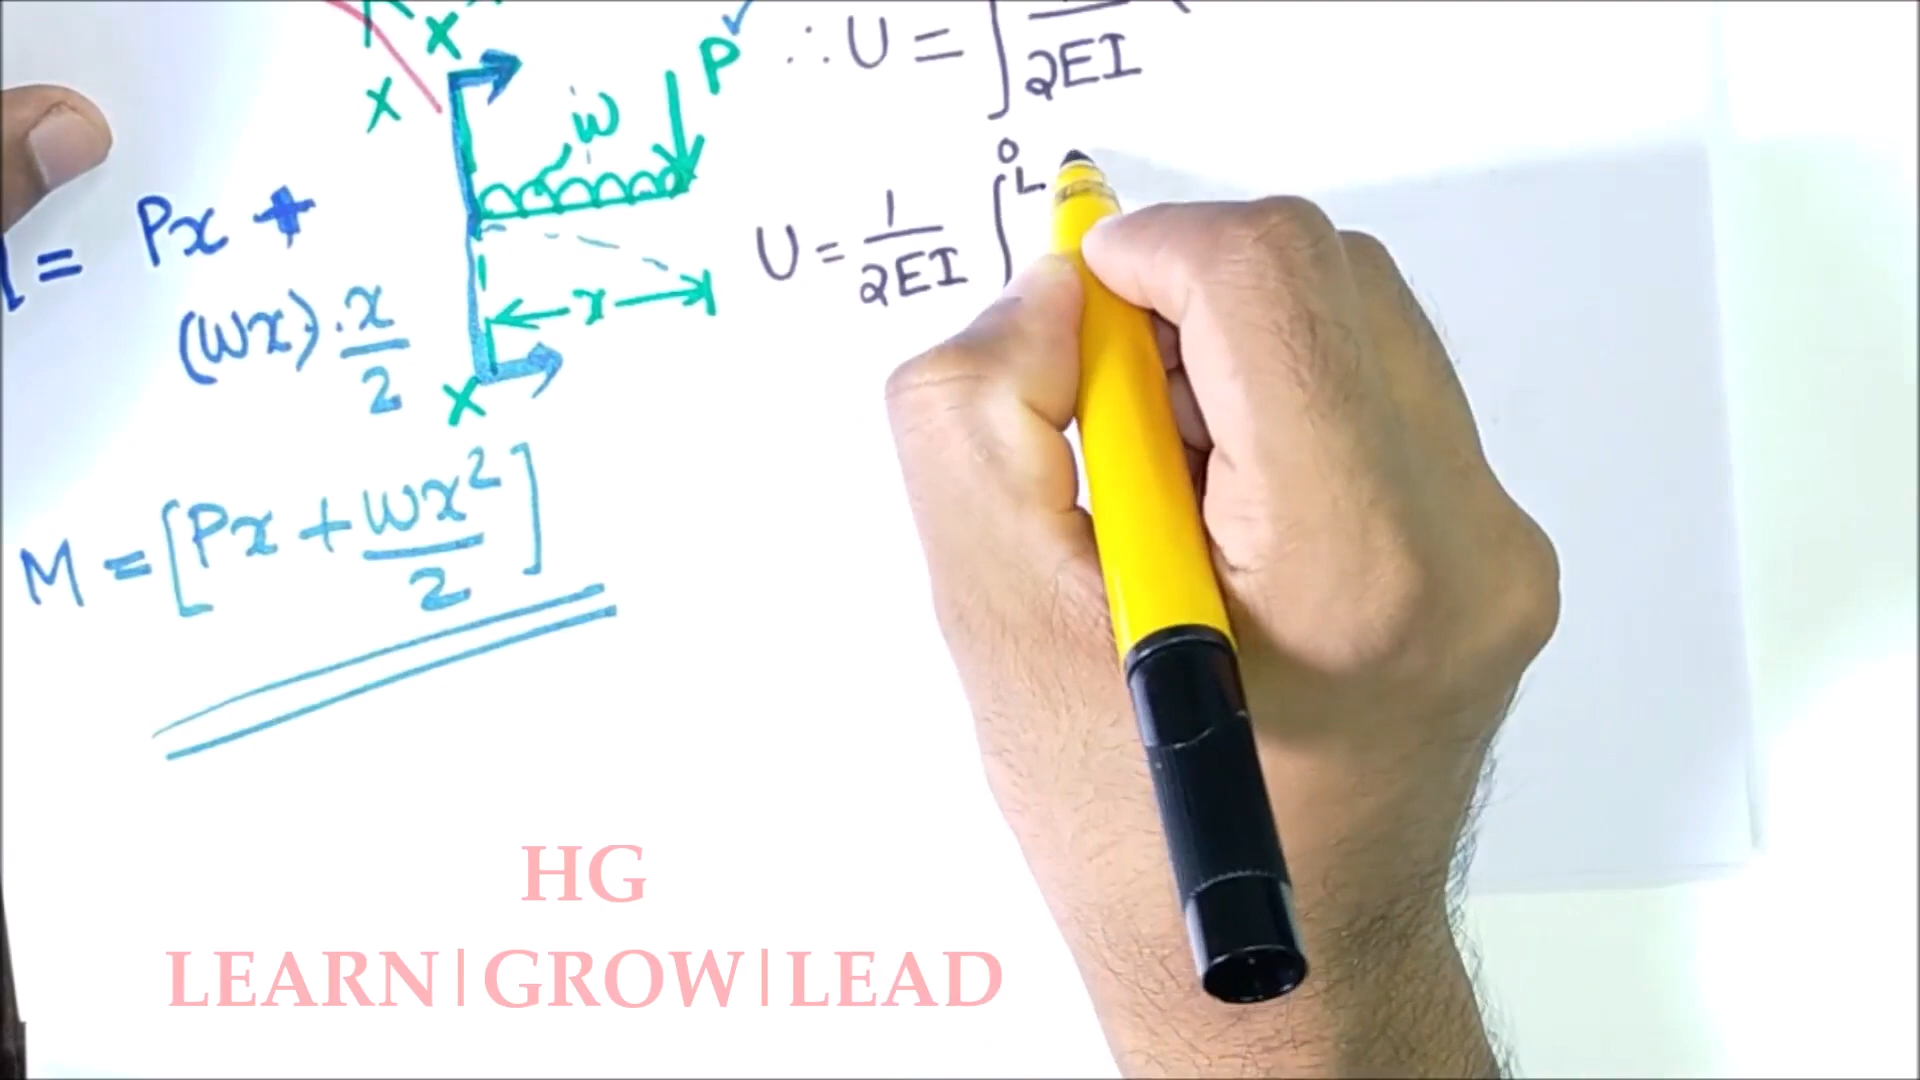 X
X
P
∴ U = ∫ / 2EI
w
0
U = 1/2EI ∫ L
= Px +
x
(wx) · x/2
X
M = [Px + wx²/2]
HG
LEARN|GROW|LEAD